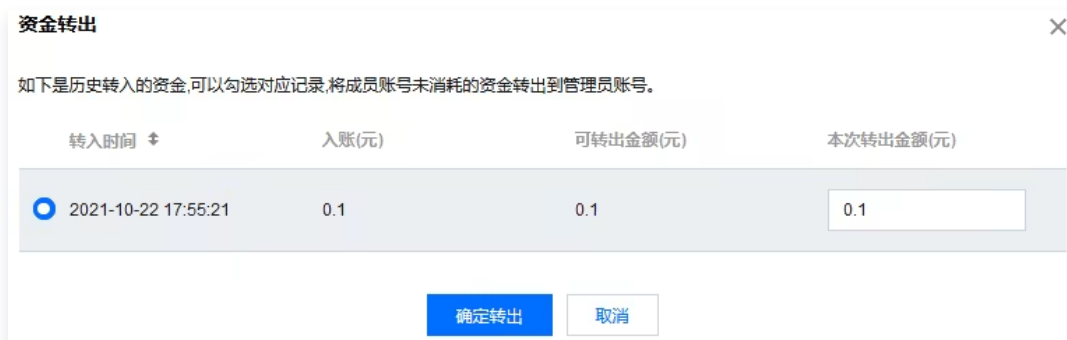 资金转出
如下是历史转入的资金,可以勾选对应记录,将成员账号未消耗的资金转出到管理员账号。
转入时间 入账(元) 可转出金额(元) 本次转出金额(元)
2021-10-22 17:55:21 0.1 0.1 0.1
确定转出 取消